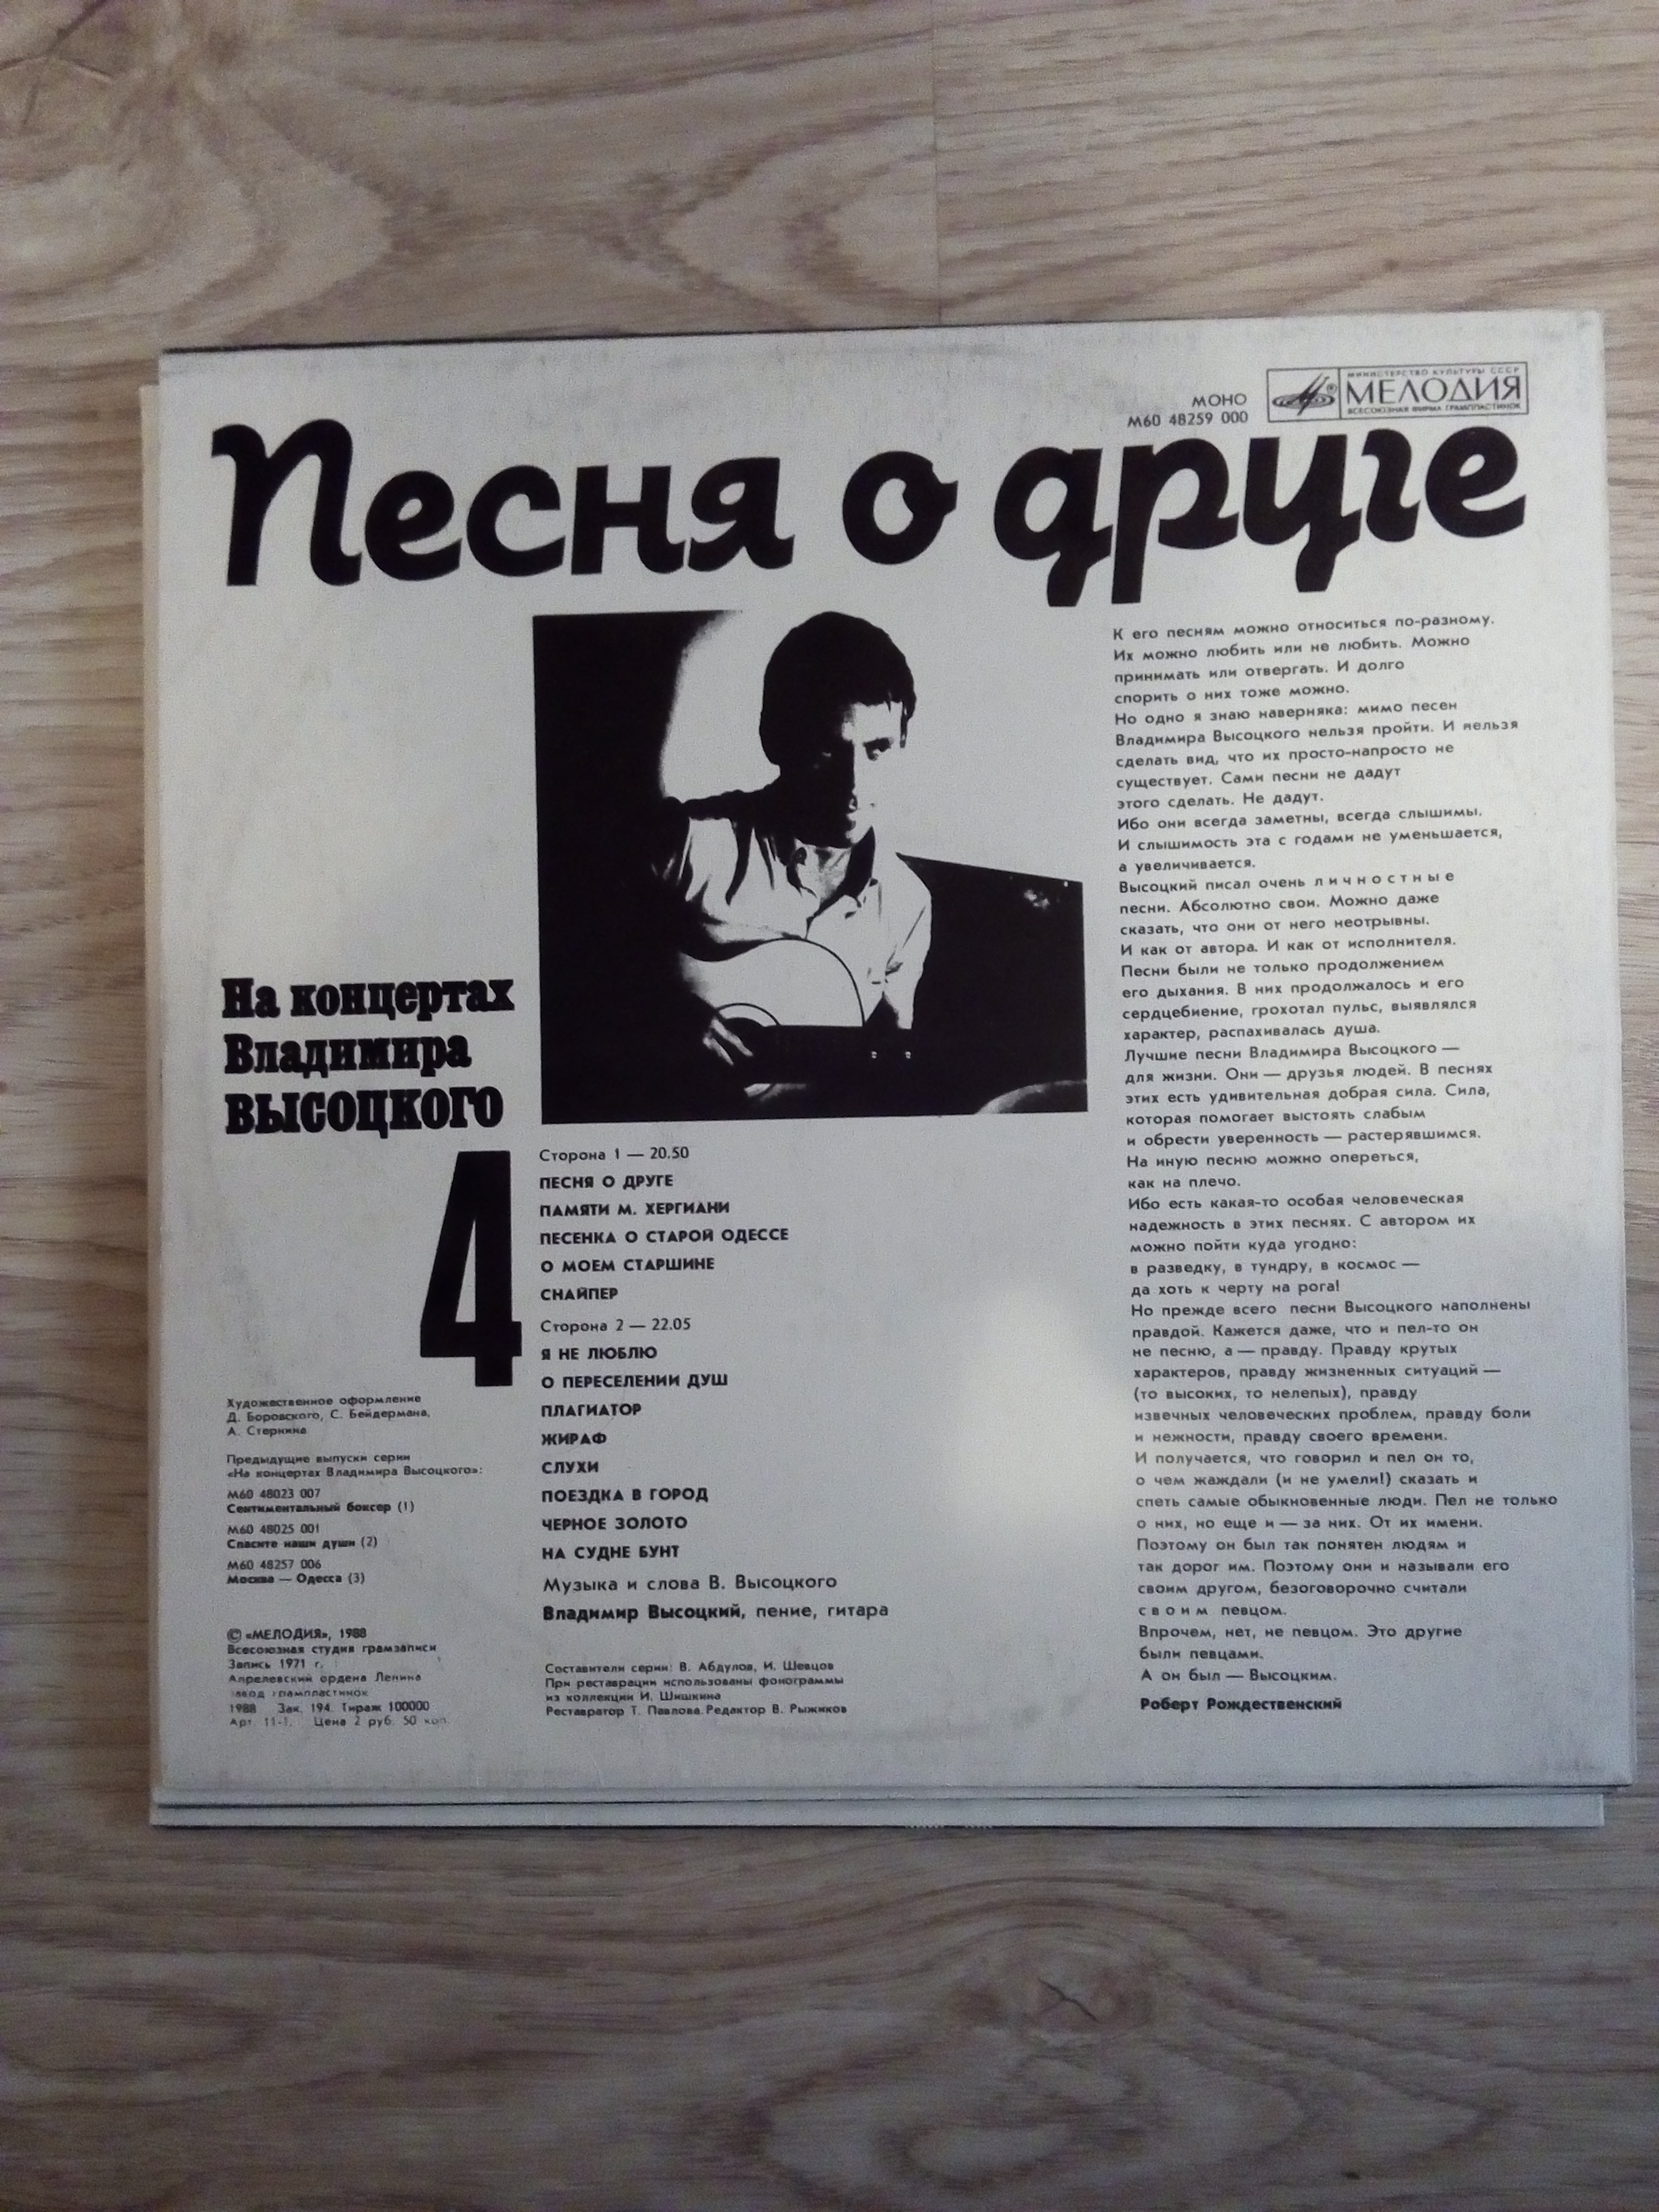 МОНО
М60 48259 000
МИНИСТЕРСТВО КУЛЬТУРЫ СССР
МЕЛОДИЯ
ВСЕСОЮЗНАЯ ФИРМА ГРАМПЛАСТИНОК
Песня о друге
На концертах
Владимира
ВЫСОЦКОГО
4
Художественное оформление
Д. Боровского, С. Бейдермана,
А. Стернина
Предыдущие выпуски серии
«На концертах Владимира Высоцкого»:
М60 48023 007
Сентиментальный боксер (1)
М60 48025 001
Спасите наши души (2)
М60 48257 006
Москва — Одесса (3)
© «МЕЛОДИЯ», 1988
Всесоюзная студия грамзаписи
Запись 1971 г.
Апрелевский ордена Ленина
завод грампластинок
1988 Зак. 194. Тираж 100000
Арт. 11-1. Цена 2 руб. 50 коп.
Сторона 1 — 20.50
ПЕСНЯ О ДРУГЕ
ПАМЯТИ М. ХЕРГИАНИ
ПЕСЕНКА О СТАРОЙ ОДЕССЕ
О МОЕМ СТАРШИНЕ
СНАЙПЕР
Сторона 2 — 22.05
Я НЕ ЛЮБЛЮ
О ПЕРЕСЕЛЕНИИ ДУШ
ПЛАГИАТОР
ЖИРАФ
СЛУХИ
ПОЕЗДКА В ГОРОД
ЧЕРНОЕ ЗОЛОТО
НА СУДНЕ БУНТ
Музыка и слова В. Высоцкого
Владимир Высоцкий, пение, гитара
Составители серии: В. Абдулов, И. Шевцов
При реставрации использованы фонограммы
из коллекции И. Шишкина
Реставратор Т. Павлова. Редактор В. Рыжиков
К его песням можно относиться по-разному.
Их можно любить или не любить. Можно
принимать или отвергать. И долго
спорить о них тоже можно.
Но одно я знаю наверняка: мимо песен
Владимира Высоцкого нельзя пройти. И нельзя
сделать вид, что их просто-напросто не
существует. Сами песни не дадут
этого сделать. Не дадут.
Ибо они всегда заметны, всегда слышимы.
И слышимость эта с годами не уменьшается,
а увеличивается.
Высоцкий писал очень л и ч н о с т н ы е
песни. Абсолютно свои. Можно даже
сказать, что они от него неотрывны.
И как от автора. И как от исполнителя.
Песни были не только продолжением
его дыхания. В них продолжалось и его
сердцебиение, грохотал пульс, выявлялся
характер, распахивалась душа.
Лучшие песни Владимира Высоцкого —
для жизни. Они — друзья людей. В песнях
этих есть удивительная добрая сила. Сила,
которая помогает выстоять слабым
и обрести уверенность — растерявшимся.
На иную песню можно опереться,
как на плечо.
Ибо есть какая-то особая человеческая
надежность в этих песнях. С автором их
можно пойти куда угодно:
в разведку, в тундру, в космос —
да хоть к черту на рога!
Но прежде всего песни Высоцкого наполнены
правдой. Кажется даже, что и пел-то он
не песню, а — правду. Правду крутых
характеров, правду жизненных ситуаций —
(то высоких, то нелепых), правду
извечных человеческих проблем, правду боли
и нежности, правду своего времени.
И получается, что говорил и пел он то,
о чем жаждали (и не умели!) сказать и
спеть самые обыкновенные люди. Пел не только
о них, но еще и — за них. От их имени.
Поэтому он был так понятен людям и
так дорог им. Поэтому они и называли его
своим другом, безоговорочно считали
с в о и м певцом.
Впрочем, нет, не певцом. Это другие
были певцами.
А он был — Высоцким.
Роберт Рождественский